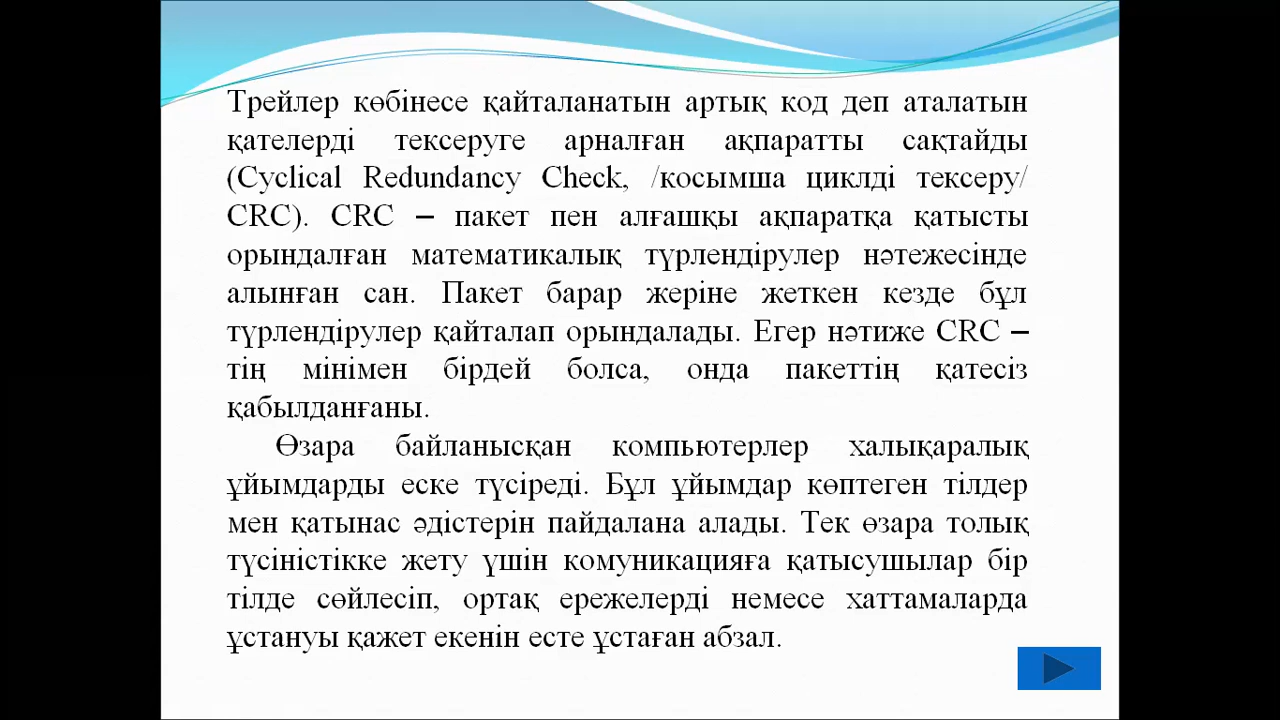 Трейлер көбінесе қайталанатын артық код деп аталатын
қателерді тексеруге арналған ақпаратты сақтайды
(Cyclical Redundancy Check, /косымша циклді тексеру/
CRC). CRC – пакет пен алғашқы ақпаратқа қатысты
орындалған математикалық түрлендірулер нәтежесінде
алынған сан. Пакет барар жеріне жеткен кезде бұл
түрлендірулер қайталап орындалады. Егер нәтиже CRC –
тің мінімен бірдей болса, онда пакеттің қатесіз
қабылданғаны.
Өзара байланысқан компьютерлер халықаралық
ұйымдарды еске түсіреді. Бұл ұйымдар көптеген тілдер
мен қатынас әдістерін пайдалана алады. Тек өзара толық
түсіністікке жету үшін комуникацияға қатысушылар бір
тілде сөйлесіп, ортақ ережелерді немесе хаттамаларда
ұстануы қажет екенін есте ұстаған абзал.